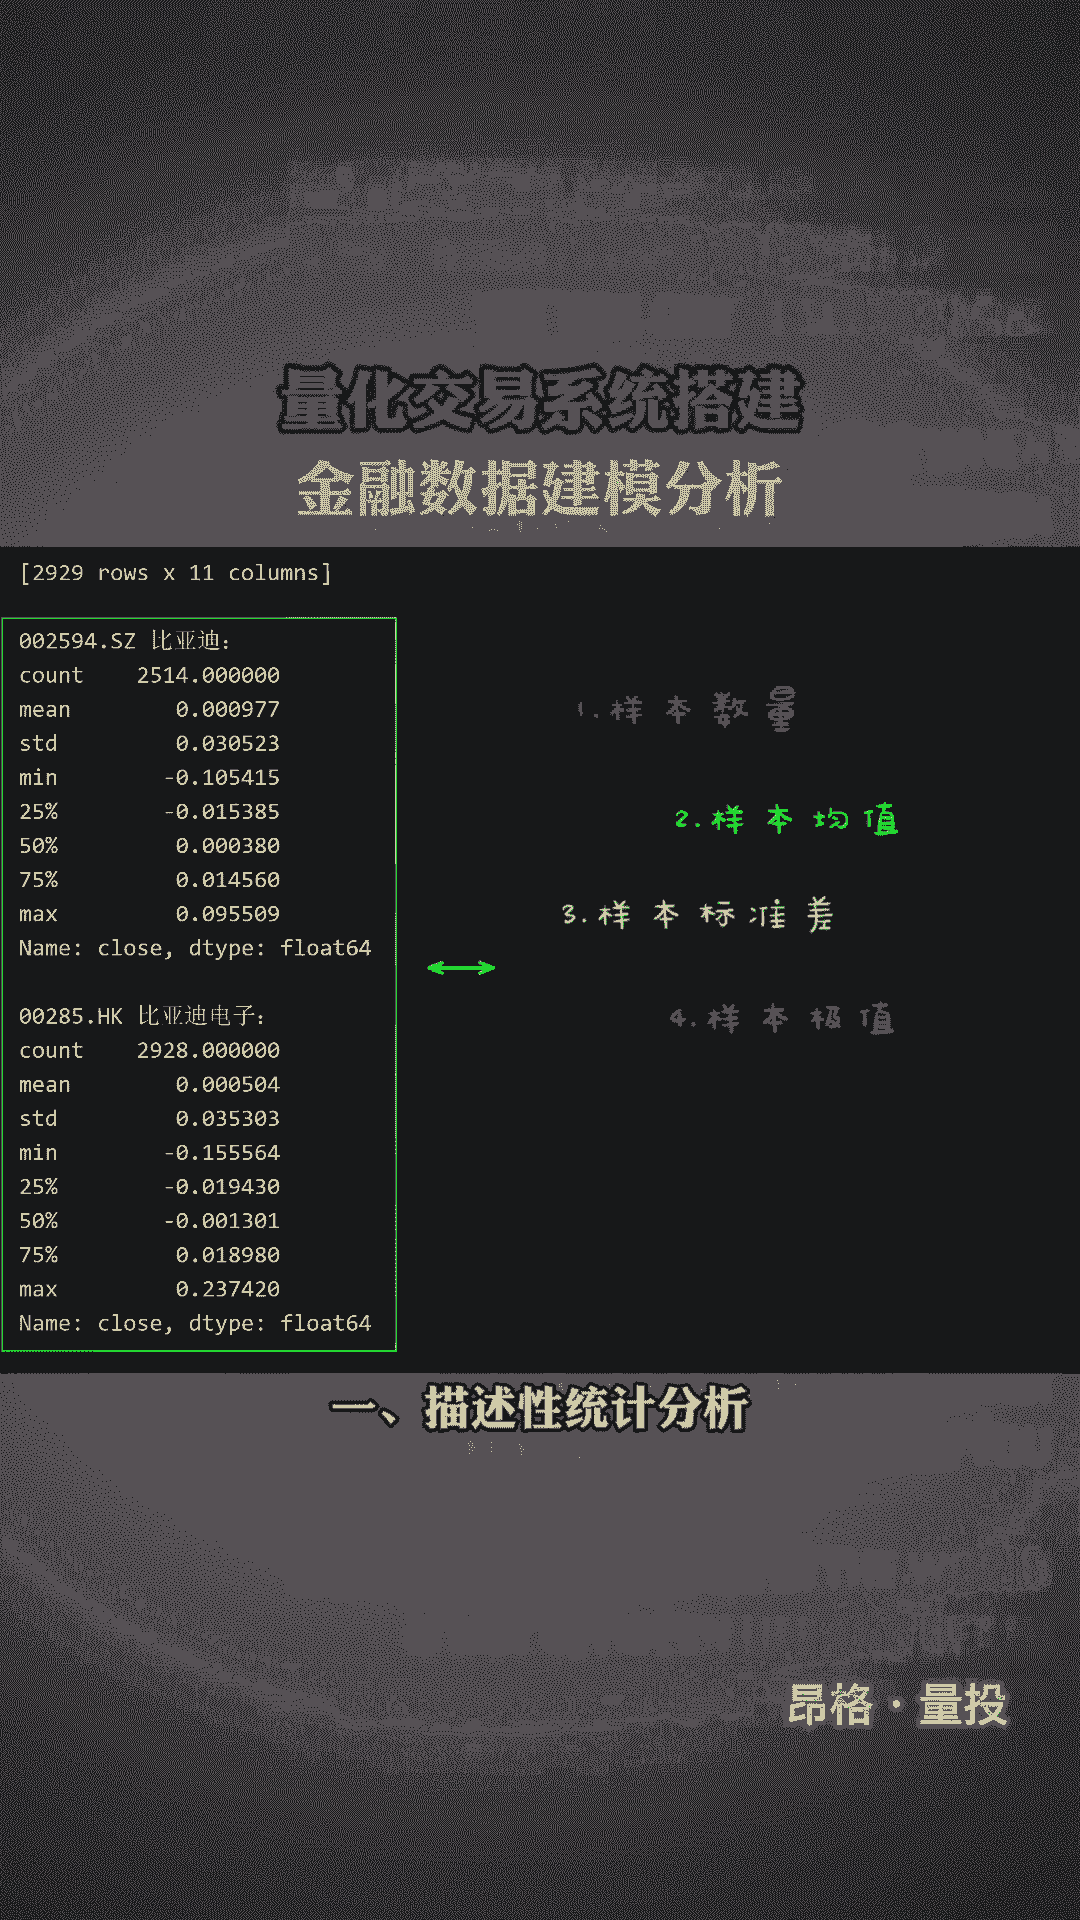 量化交易系统搭建
金融数据建模分析
[2929 rows x 11 columns]
002594.SZ 比亚迪:
count 2514.000000
mean 0.000977
std 0.030523
min -0.105415
25% -0.015385
50% 0.000380
75% 0.014560
max 0.095509
Name: close, dtype: float64
00285.HK 比亚迪电子:
count 2928.000000
mean 0.000504
std 0.035303
min -0.155564
25% -0.019430
50% -0.001301
75% 0.018980
max 0.237420
Name: close, dtype: float64
1.样本数量
2.样本均值
3.样本标准差
4.样本极值
一、描述性统计分析
昂格·量投